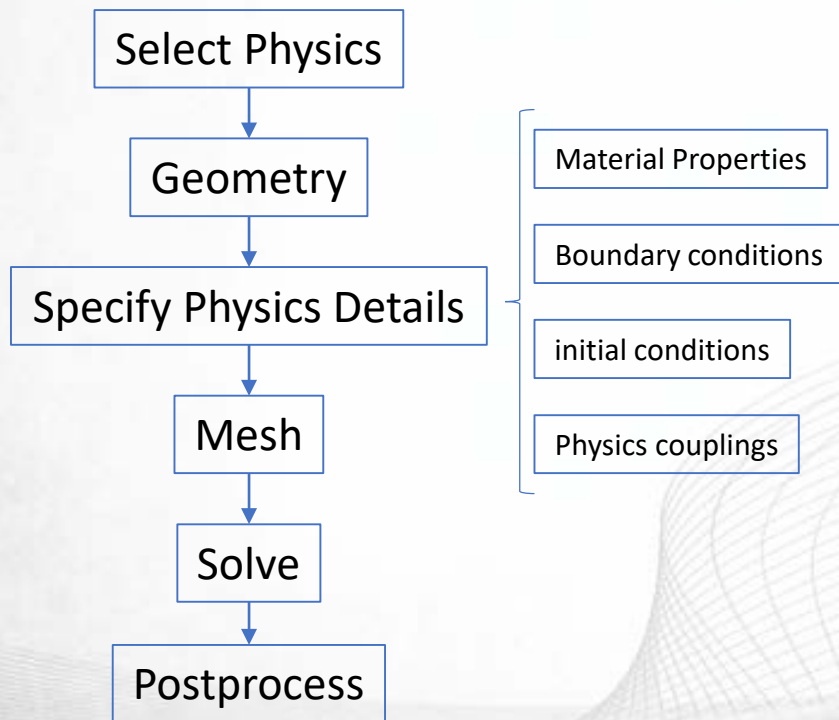 Select Physics
Geometry
Specify Physics Details
Material Properties
Boundary conditions
initial conditions
Physics couplings
Mesh
Solve
Postprocess